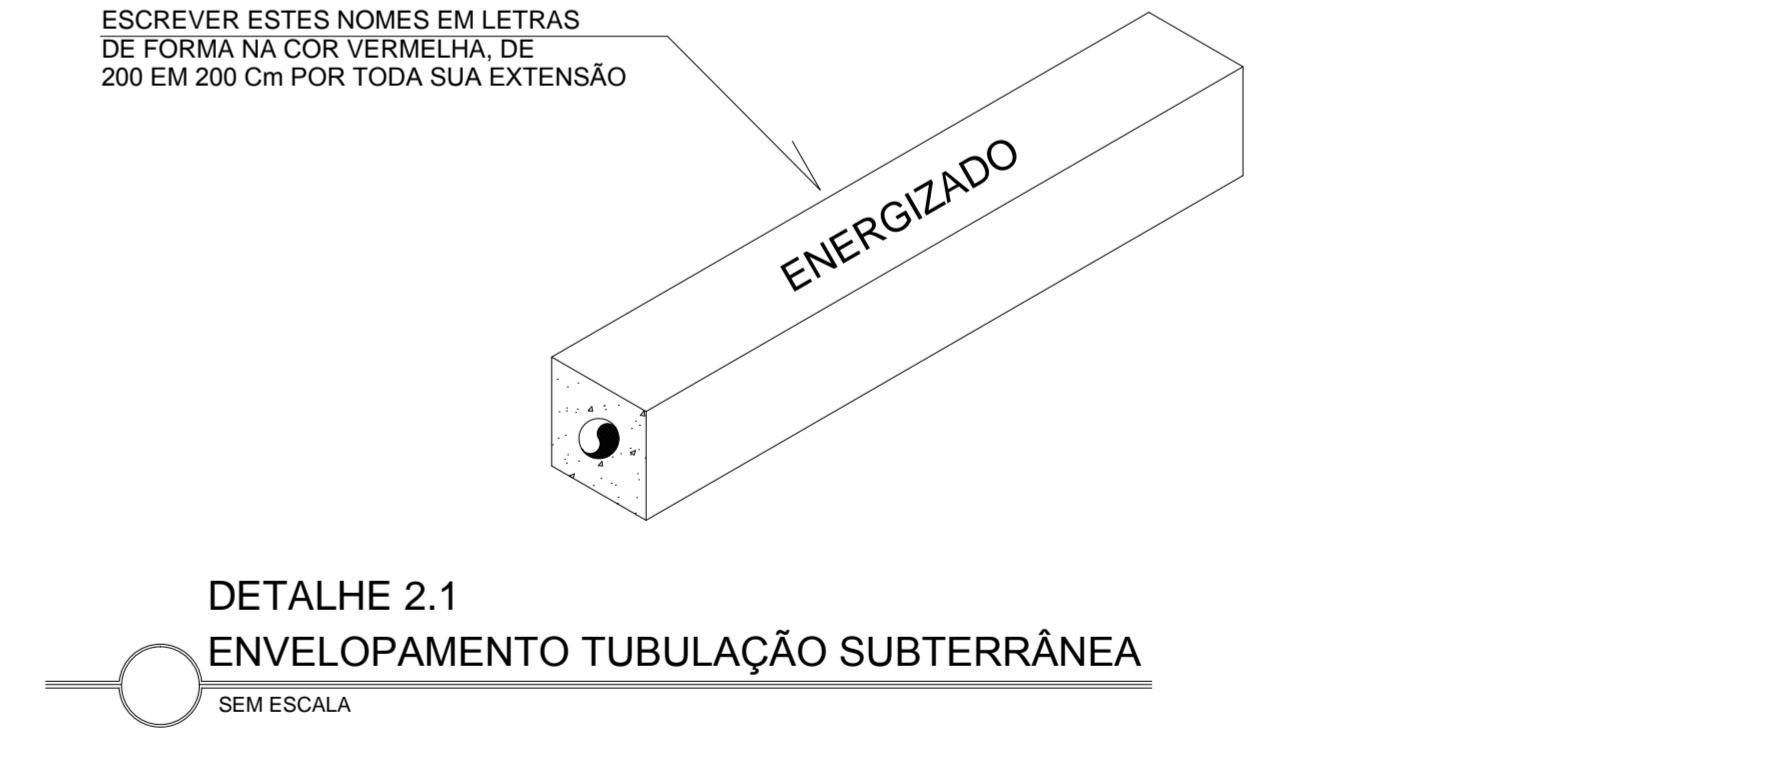 ESCREVER ESTES NOMES EM LETRAS
DE FORMA NA COR VERMELHA, DE
200 EM 200 Cm POR TODA SUA EXTENSÃO
ENERGIZADO
DETALHE 2.1
ENVELOPAMENTO TUBULAÇÃO SUBTERRÂNEA
SEM ESCALA